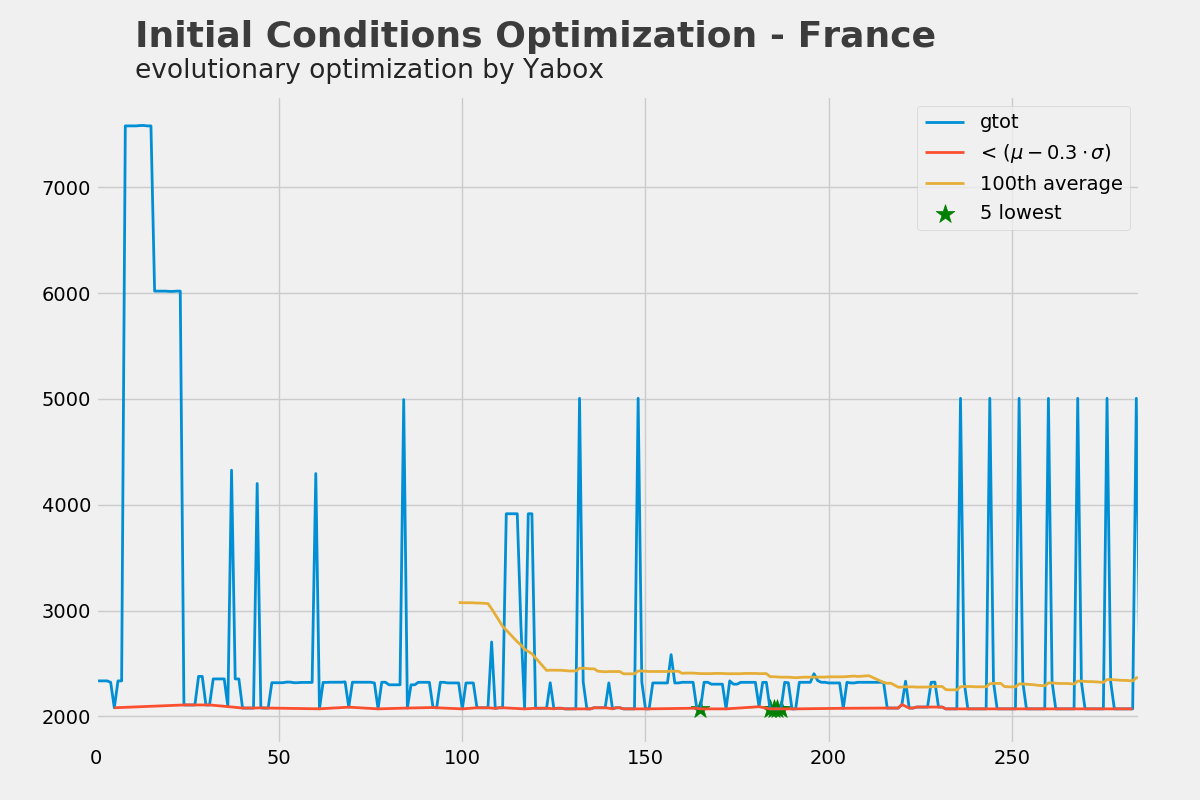 Initial Conditions Optimization - France
evolutionary optimization by Yabox
gtot
< (μ − 0.3 · σ)
100th average
5 lowest
7000
6000
5000
4000
3000
2000
0 50 100 150 200 250